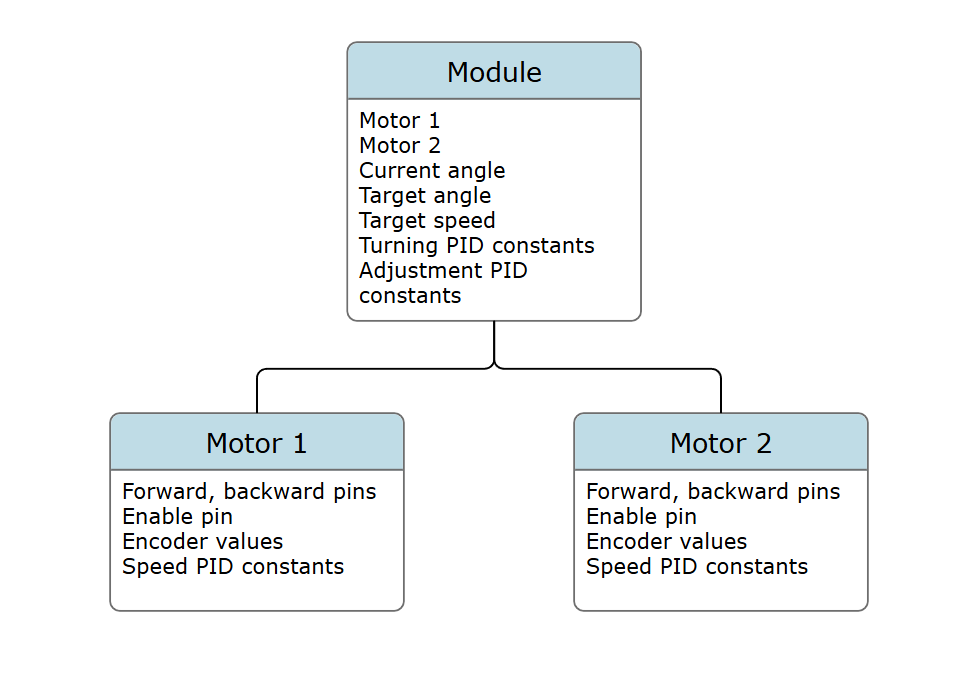 Module
Motor 1
Motor 2
Current angle
Target angle
Target speed
Turning PID constants
Adjustment PID
constants
Motor 1
Forward, backward pins
Enable pin
Encoder values
Speed PID constants
Motor 2
Forward, backward pins
Enable pin
Encoder values
Speed PID constants